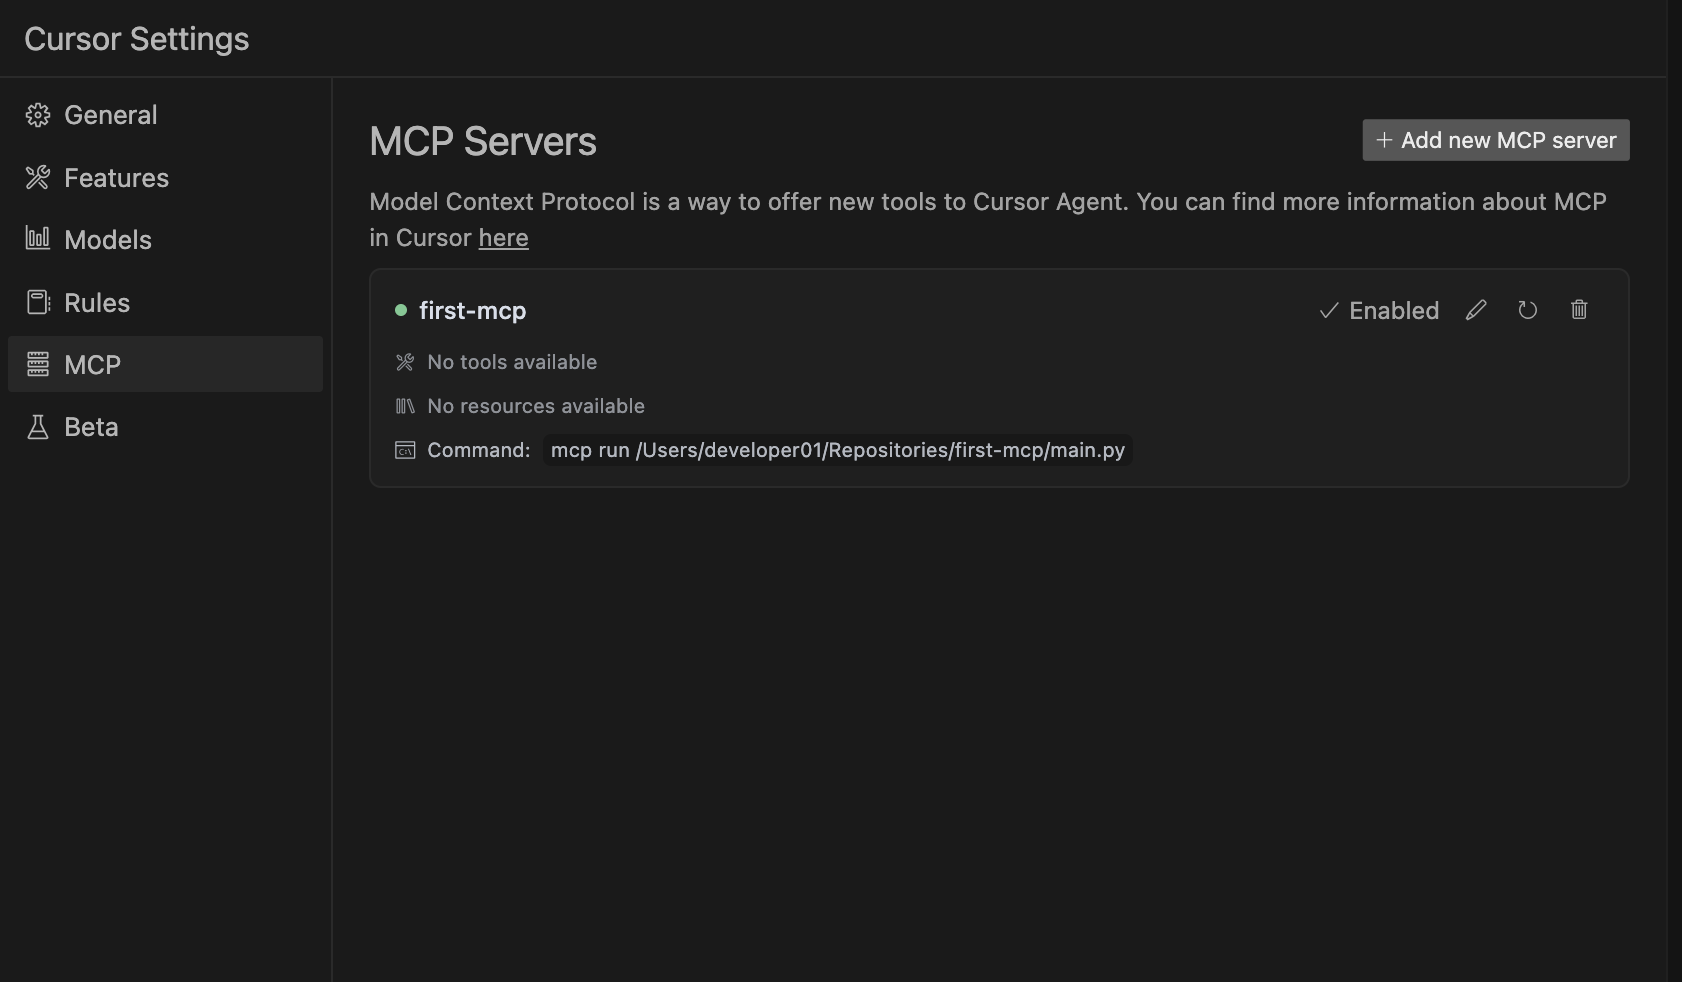 Cursor Settings
General
Features
Models
Rules
MCP
Beta
MCP Servers
+ Add new MCP server
Model Context Protocol is a way to offer new tools to Cursor Agent. You can find more information about MCP
in Cursor here
first-mcp
Enabled
No tools available
No resources available
Command: mcp run /Users/developer01/Repositories/first-mcp/main.py